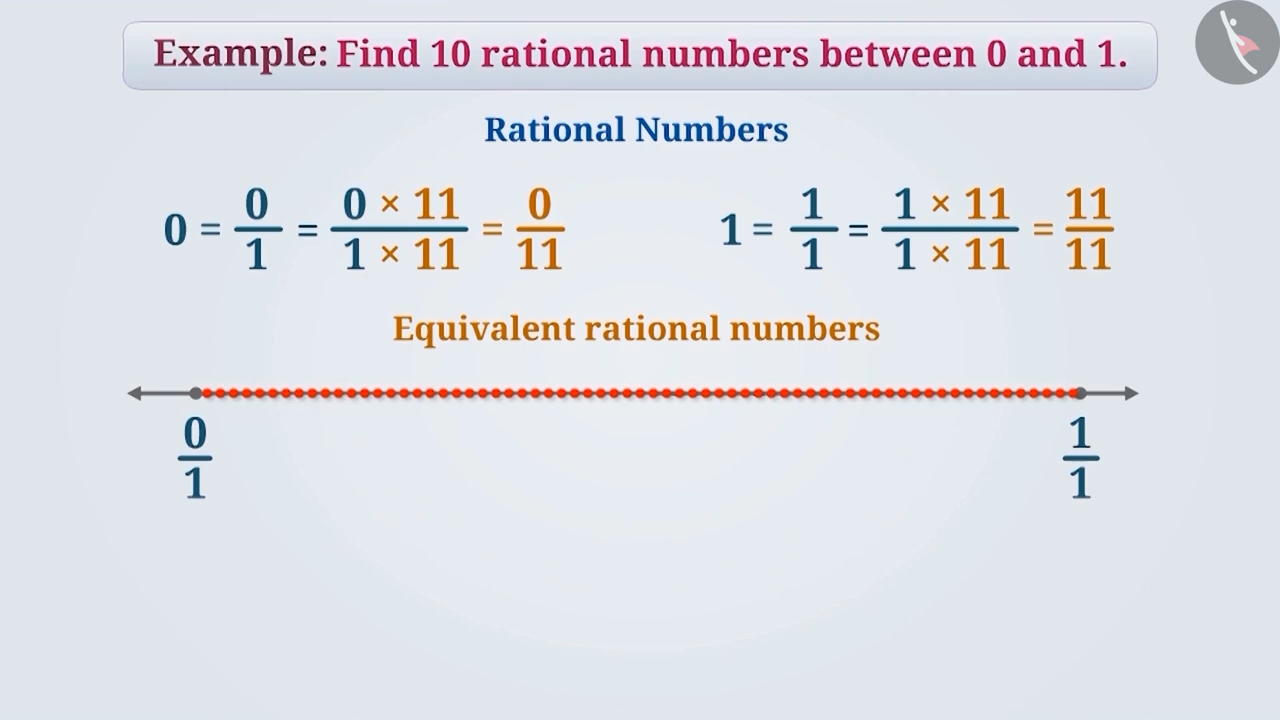 Example: Find 10 rational numbers between 0 and 1.
Rational Numbers
0 = 0/1 = 0 × 11/1 × 11 = 0/11
1 = 1/1 = 1 × 11/1 × 11 = 11/11
Equivalent rational numbers
0/1
1/1